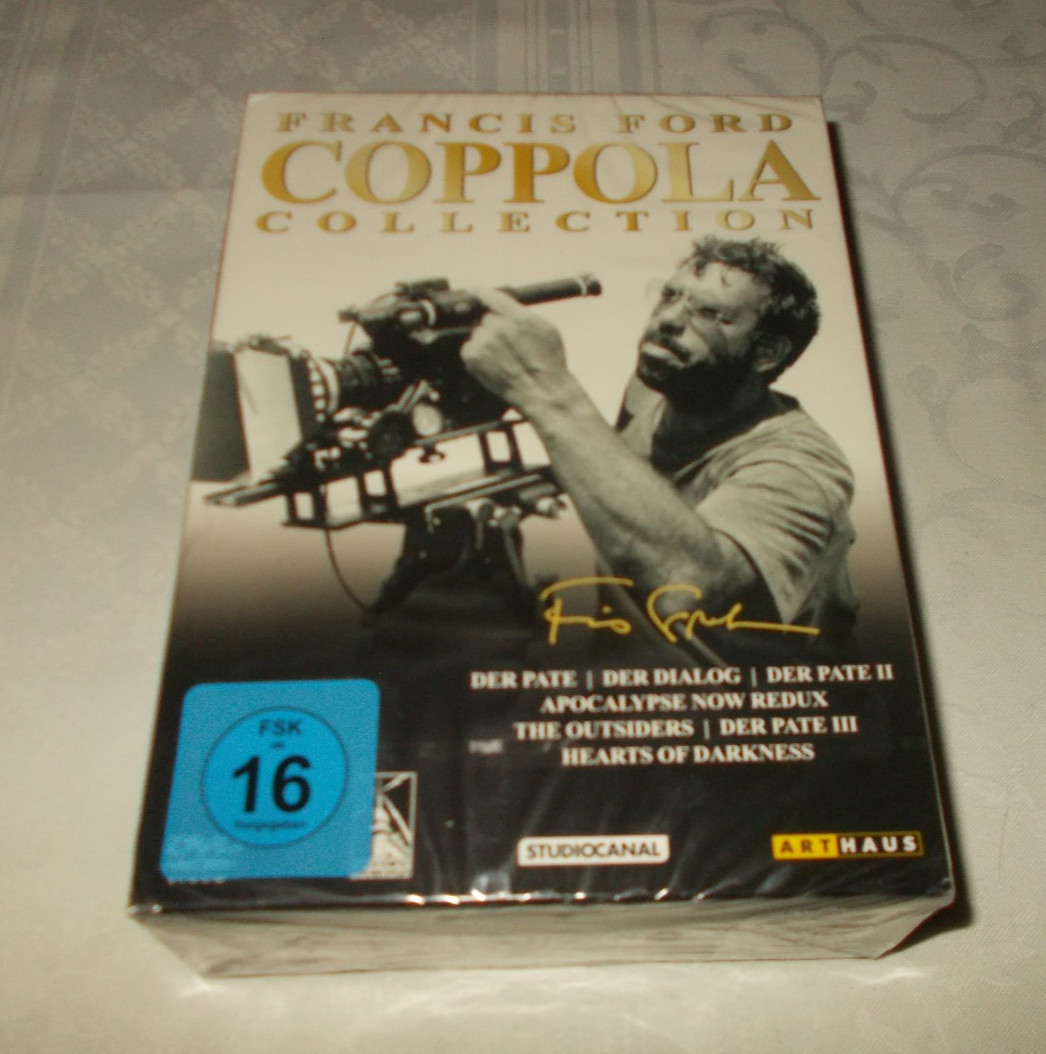 FRANCIS FORD
COPPOLA
COLLECTION
DER PATE | DER DIALOG | DER PATE II
APOCALYPSE NOW REDUX
THE OUTSIDERS | DER PATE III
HEARTS OF DARKNESS
FSK
16
STUDIOCANAL
ARTHAUS